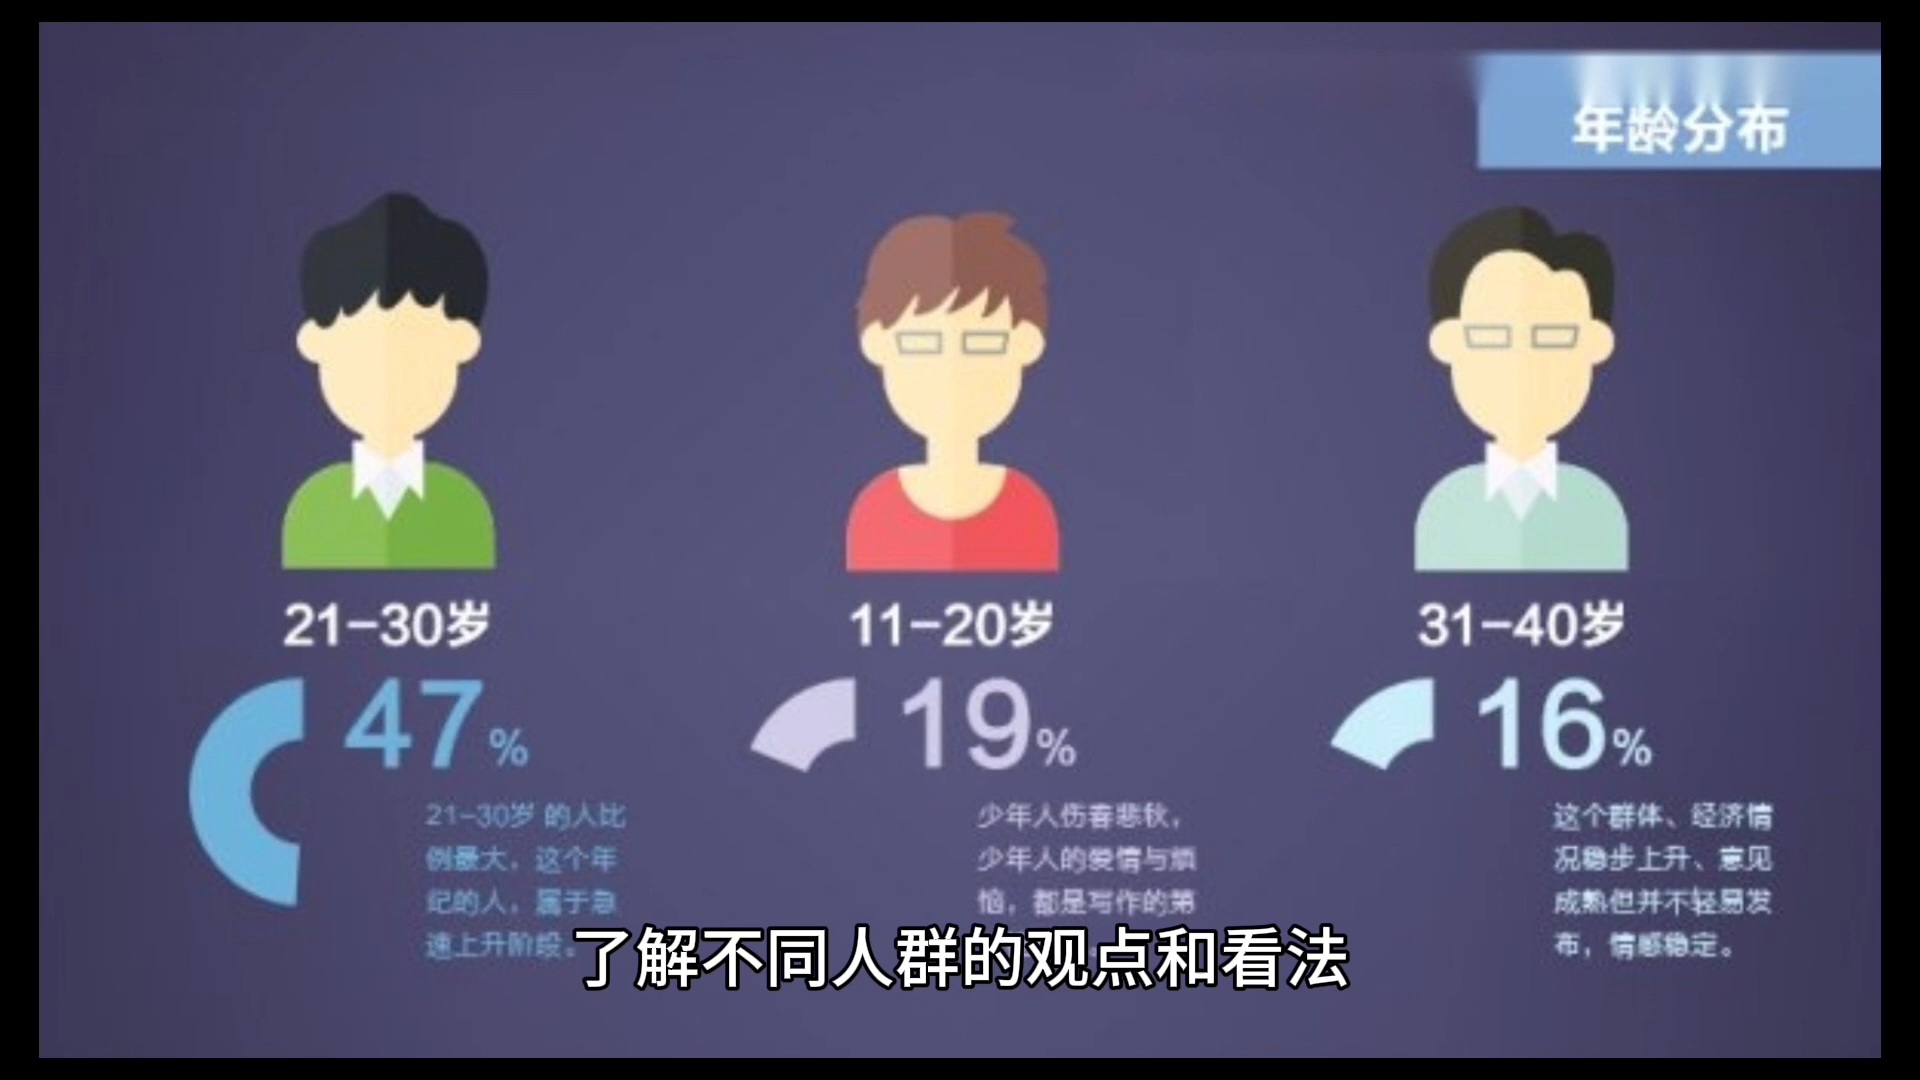 年龄分布
21-30岁
47%
21-30岁 的人比
例最大，这个年
纪的人，属于急
速上升阶段。
11-20岁
19%
少年人伤春悲秋，
少年人的爱情与烦
恼，都是写作的第
31-40岁
16%
这个群体、经济情
况稳步上升、意见
成熟但并不轻易发
布，情感稳定。
了解不同人群的观点和看法